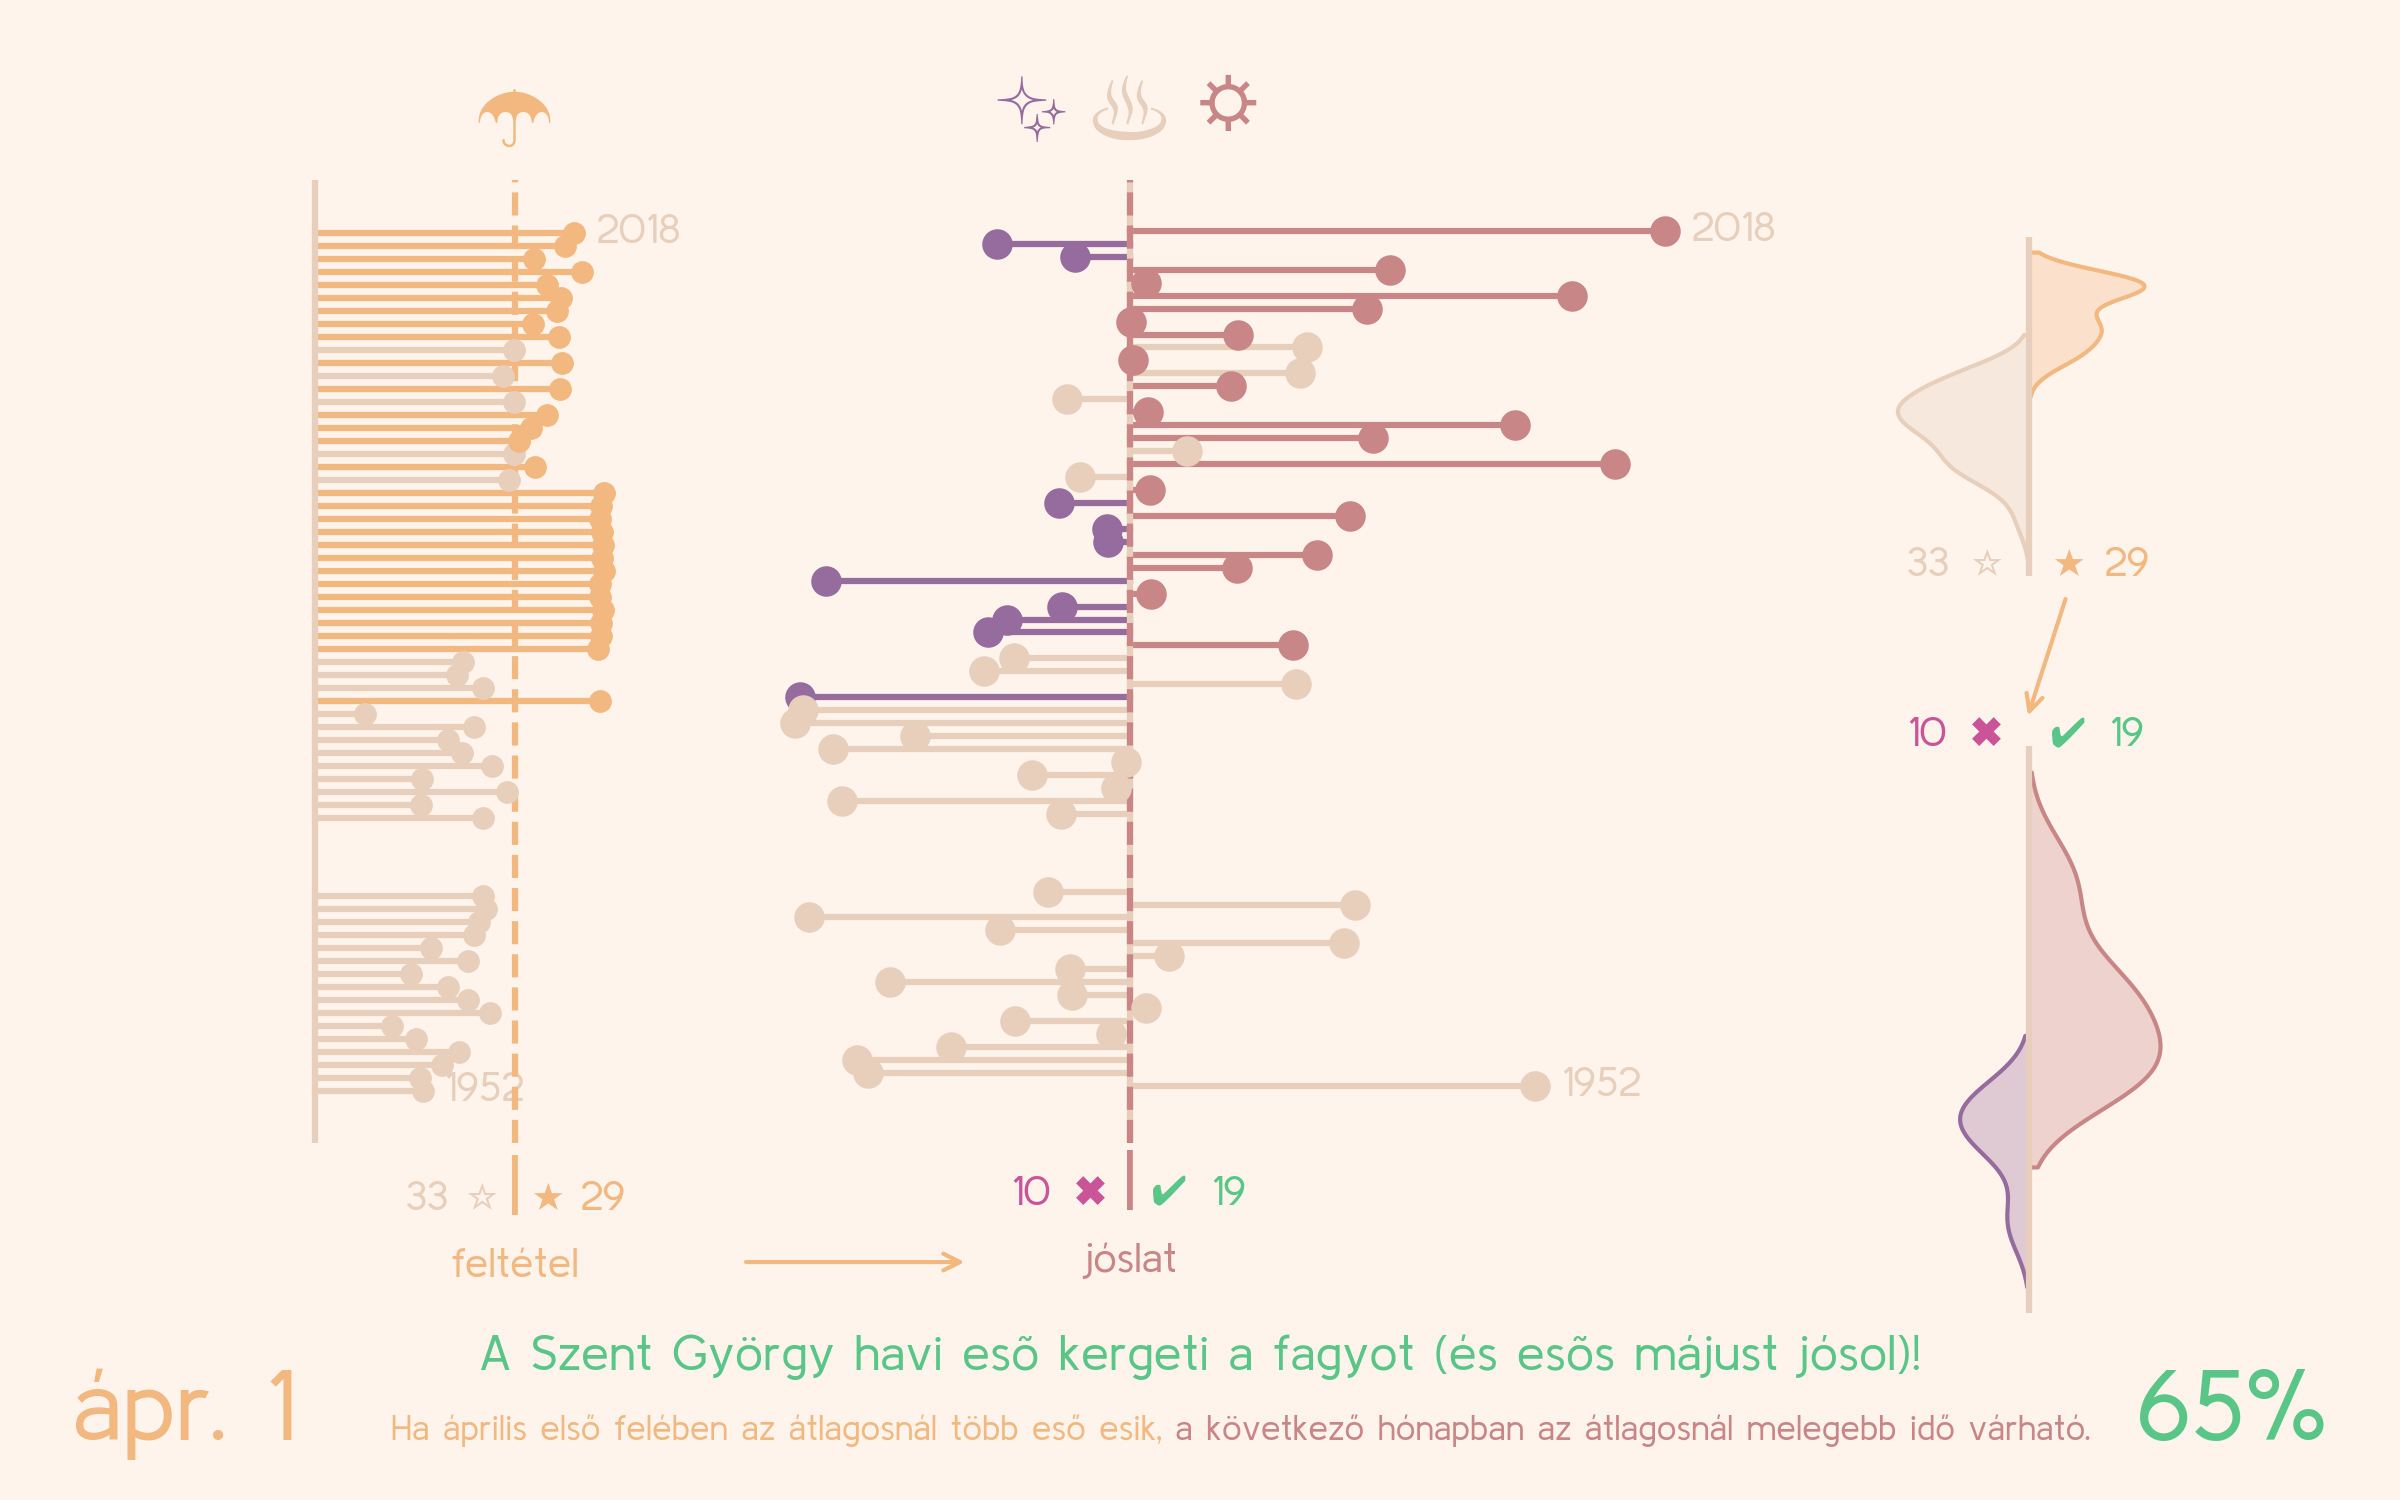 2018
2018
33 ☆ ★ 29
10 ✖ ✔ 19
1952
1952
33 ☆ ★ 29
10 ✖ ✔ 19
feltétel
jóslat
A Szent György havi esõ kergeti a fagyot (és esõs májust jósol)!
ápr. 1
65%
Ha április első felében az átlagosnál több eső esik, a következő hónapban az átlagosnál melegebb idő várható.